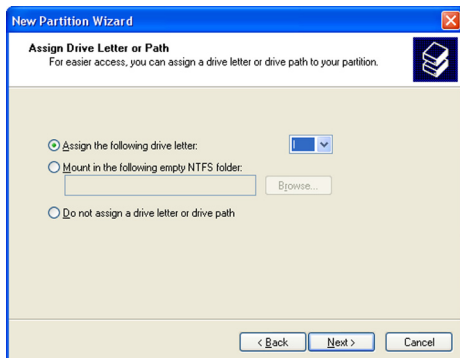 New Partition Wizard
Assign Drive Letter or Path
For easier access, you can assign a drive letter or drive path to your partition.
Assign the following drive letter:
I
Mount in the following empty NTFS folder:
Browse...
Do not assign a drive letter or drive path
< Back
Next >
Cancel